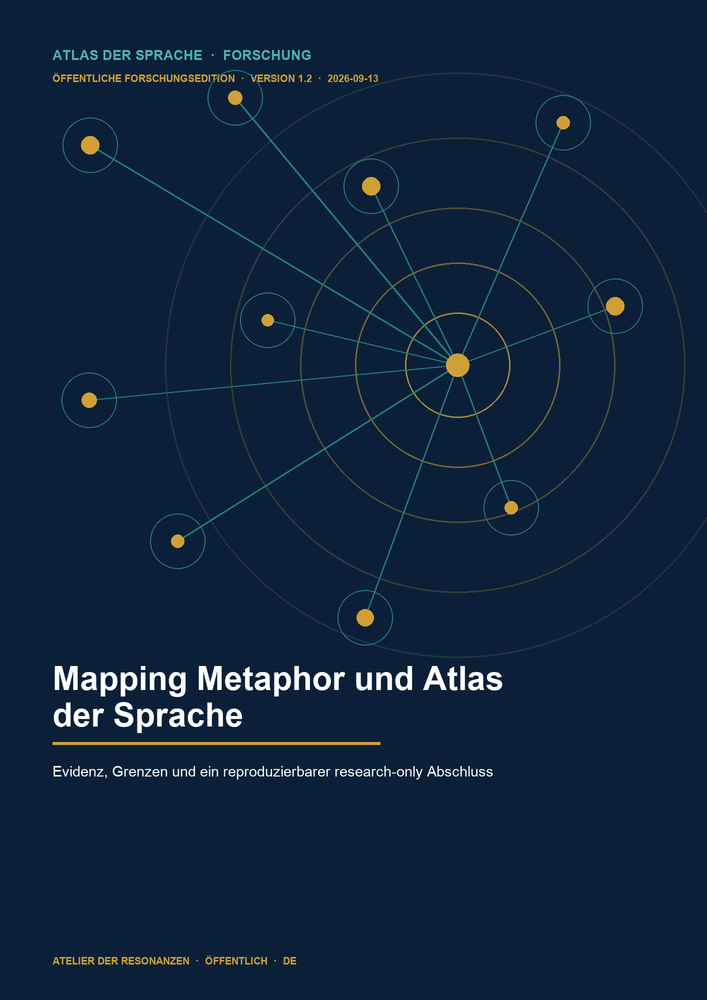 ATLAS DER SPRACHE · FORSCHUNG
ÖFFENTLICHE FORSCHUNGSEDITION · VERSION 1.2 · 2026-09-13
Mapping Metaphor und Atlas
der Sprache
Evidenz, Grenzen und ein reproduzierbarer research-only Abschluss
ATELIER DER RESONANZEN · ÖFFENTLICH · DE